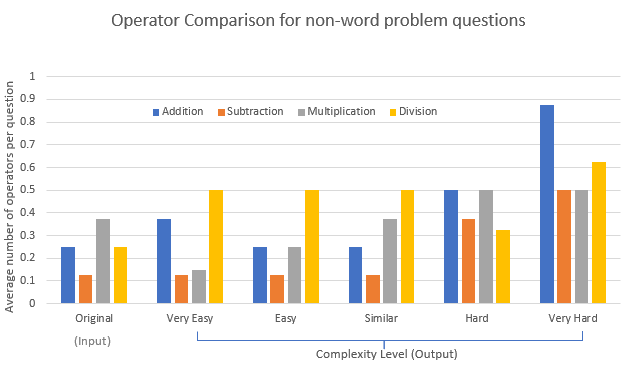 Operator Comparison for non-word problem questions
Average number of operators per question
1
0.9
0.8
0.7
0.6
0.5
0.4
0.3
0.2
0.1
0
Addition Subtraction Multiplication Division
Original Very Easy Easy Similar Hard Very Hard
(Input)
Complexity Level (Output)